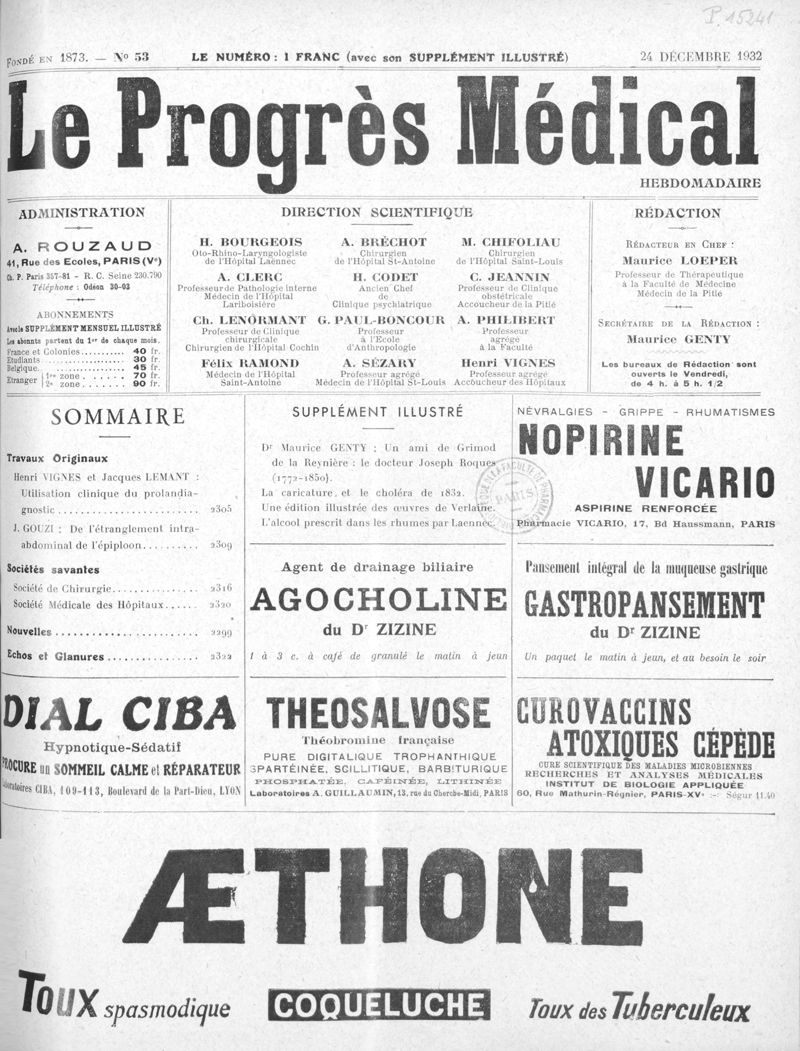 P. 15241
FONDÉ EN 1873. — Nº 53
LE NUMÉRO : 1 FRANC (avec son SUPPLÉMENT ILLUSTRÉ)
24 DÉCEMBRE 1932
Le Progrès Médical
HEBDOMADAIRE
ADMINISTRATION
A. ROUZAUD
41, Rue des Ecoles, PARIS (Vᵉ)
Ch. P. Paris 357-81 - R. C. Seine 230.790
Téléphone : Odéon 30-03
ABONNEMENTS
Avec le SUPPLÉMENT MENSUEL ILLUSTRÉ
Les abonnts partent du 1er de chaque mois.
France et Colonies.......... 40 fr.
Étudiants.................. 30 fr.
Belgique.................. 45 fr.
Etranger 1re zone........ 70 fr.
2e zone........ 90 fr.
DIRECTION SCIENTIFIQUE
H. BOURGEOIS
Oto-Rhino-Laryngologiste
de l'Hôpital Laënnec
A. BRÉCHOT
Chirurgien
de l'Hôpital St-Antoine
M. CHIFOLIAU
Chirurgien
de l'Hôpital Saint-Louis
A. CLERC
Professeur de Pathologie interne
Médecin de l'Hôpital
Lariboisière
H. CODET
Ancien Chef
de
Clinique psychiatrique
C. JEANNIN
Professeur de Clinique
obstétricale
Accoucheur de la Pitié
Ch. LENORMANT
Professeur de Clinique
chirurgicale
Chirurgien de l'Hôpital Cochin
G. PAUL-BONCOUR
Professeur
à l'Ecole
d'Anthropologie
A. PHILIBERT
Professeur
agrégé
à la Faculté
Félix RAMOND
Médecin de l'Hôpital
Saint-Antoine
A. SÉZARY
Professeur agrégé
Médecin de l'Hôpital St-Louis
Henri VIGNES
Professeur agrégé
Accoucheur des Hôpitaux
RÉDACTION
RÉDACTEUR EN CHEF :
Maurice LOEPER
Professeur de Thérapeutique
à la Faculté de Médecine
Médecin de la Pitié
SECRÉTAIRE DE LA RÉDACTION :
Maurice GENTY
Les bureaux de Rédaction sont
ouverts le Vendredi,
de 4 h. à 5 h. 1/2
SOMMAIRE
Travaux Originaux
Henri VIGNES et Jacques LEMANT :
Utilisation clinique du prolandia-
gnostic........................ 2305
J. GOUZI : De l'étranglement intra-
abdominal de l'épiploon.......... 2309
Sociétés savantes
Société de Chirurgie................ 2316
Société Médicale des Hôpitaux...... 2320
Nouvelles........................ 2299
Echos et Glanures............... 2322
SUPPLÉMENT ILLUSTRÉ
Dr Maurice GENTY : Un ami de Grimod
de la Reynière : le docteur Joseph Roques
(1772-1850).
La caricature et le choléra de 1832.
Une édition illustrée des œuvres de Verlaine.
L'alcool prescrit dans les rhumes par Laennec.
PARIS
NÉVRALGIES - GRIPPE - RHUMATISMES
NOPIRINE
VICARIO
ASPIRINE RENFORCÉE
Pharmacie VICARIO, 17, Bd Haussmann, PARIS
Agent de drainage biliaire
AGOCHOLINE
du Dr ZIZINE
1 à 3 c. à café de granulé le matin à jeun
Pansement intégral de la muqueuse gastrique
GASTROPANSEMENT
du Dr ZIZINE
Un paquet le matin à jeun, et au besoin le soir
DIAL CIBA
Hypnotique-Sédatif
PROCURE un SOMMEIL CALME et RÉPARATEUR
Laboratoires CIBA, 109-113, Boulevard de la Part-Dieu, LYON
THEOSALVOSE
Théobromine française
PURE DIGITALIQUE TROPHANTHIQUE
SPARTÉINÉE, SCILLITIQUE, BARBITURIQUE
PHOSPHATÉE, CAFÉINÉE, LITHINÉE
Laboratoires A. GUILLAUMIN, 13, rue du Cherche-Midi, PARIS
CUROVACCINS
ATOXIQUES CÉPÈDE
CURE SCIENTIFIQUE DES MALADIES MICROBIENNES
RECHERCHES ET ANALYSES MÉDICALES
INSTITUT DE BIOLOGIE APPLIQUÉE
60, Rue Mathurin-Régnier, PARIS-XVe -:- Ségur 11.40
ÆTHONE
Toux spasmodique
COQUELUCHE
Toux des Tuberculeux